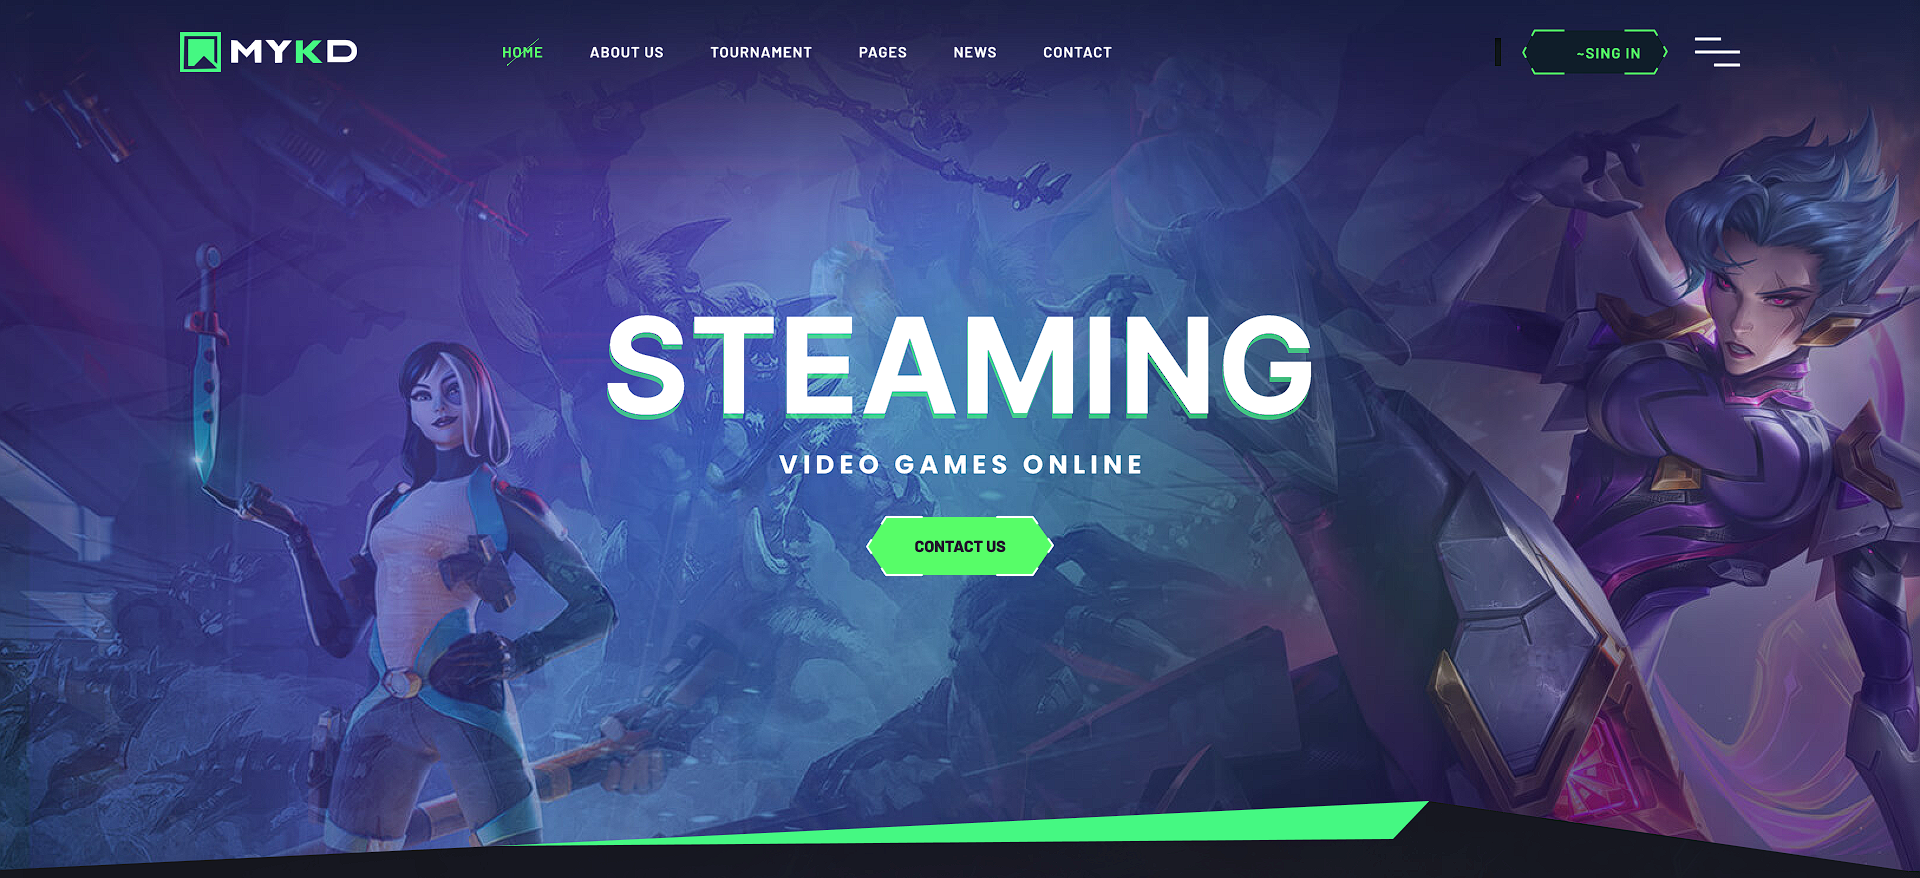 MYKD
HOME ABOUT US TOURNAMENT PAGES NEWS CONTACT
~SING IN
STEAMING
VIDEO GAMES ONLINE
CONTACT US